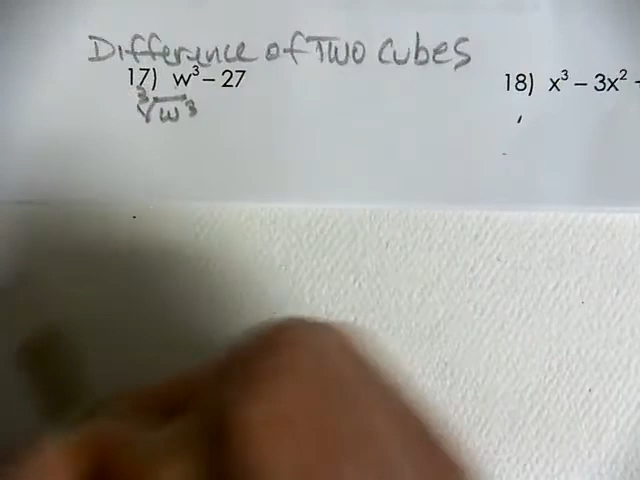 Difference of Two Cubes
17) w³ – 27
∛w³
18) x³ – 3x²